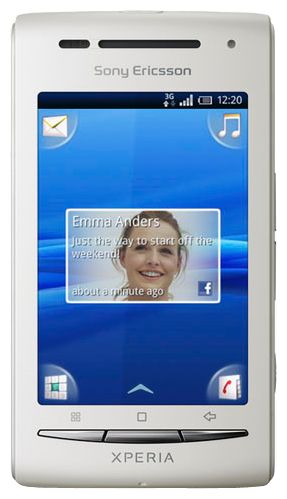 Sony Ericsson
3G 12:20
Emma Anders
Just the way to start off the
weekend!
about a minute ago
f
XPERIA